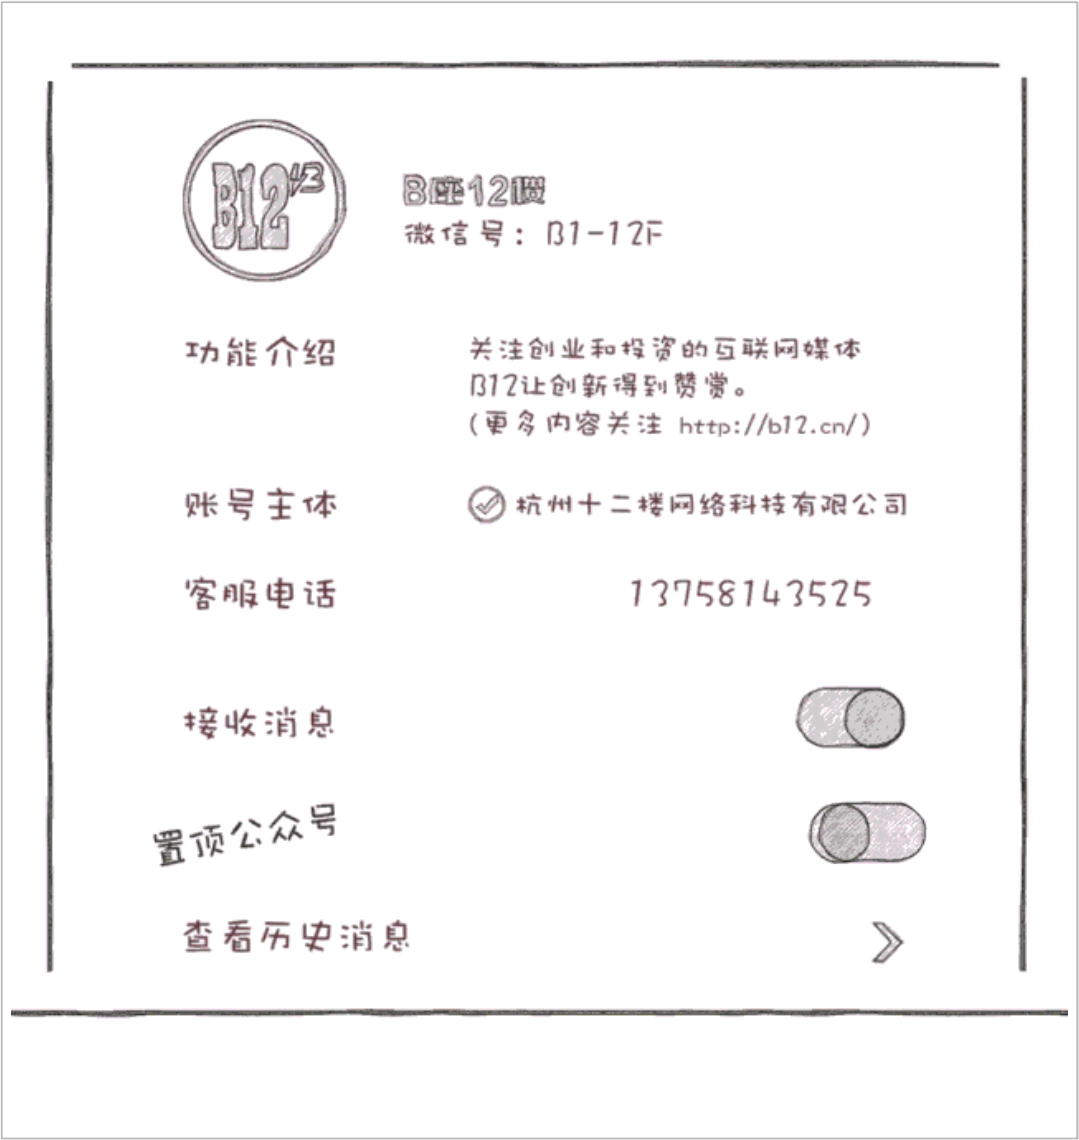 B12
B座12楼
微信号：B1-12F
功能介绍
关注创业和投资的互联网媒体
B12让创新得到赞赏。
(更多内容关注 http://b12.cn/)
账号主体
杭州十二楼网络科技有限公司
客服电话
13758143525
接收消息
置顶公众号
查看历史消息